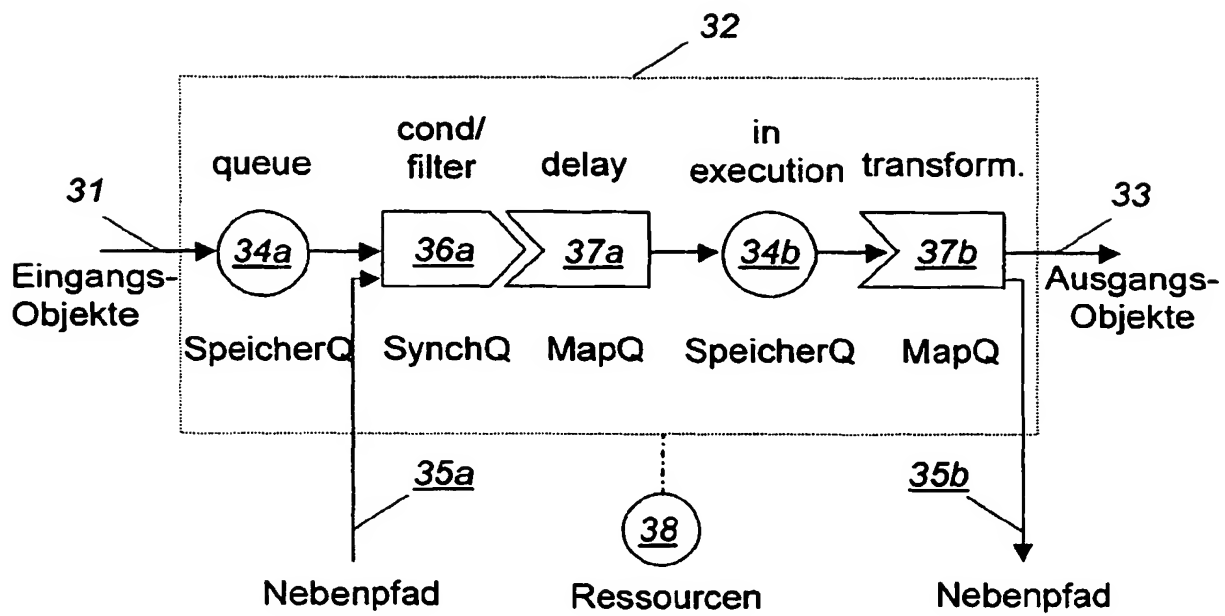 32
cond/
filter
in
execution
queue
delay
transform.
31
33
34a
36a
37a
34b
37b
Eingangs-
Objekte
Ausgangs-
Objekte
SpeicherQ
SynchQ
MapQ
SpeicherQ
MapQ
35a
35b
38
Nebenpfad
Ressourcen
Nebenpfad